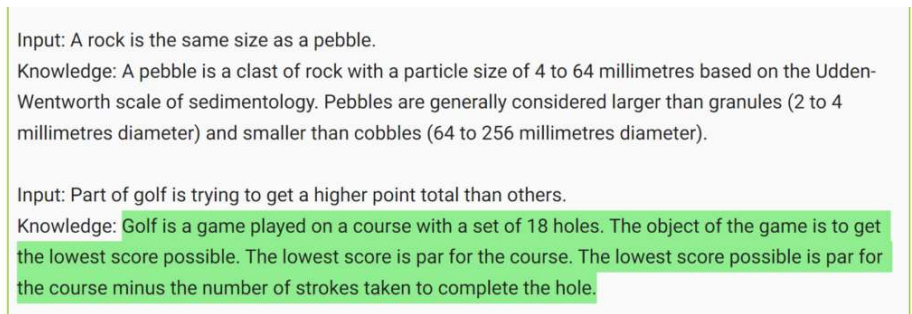 Input: A rock is the same size as a pebble.
Knowledge: A pebble is a clast of rock with a particle size of 4 to 64 millimetres based on the Udden-
Wentworth scale of sedimentology. Pebbles are generally considered larger than granules (2 to 4
millimetres diameter) and smaller than cobbles (64 to 256 millimetres diameter).
Input: Part of golf is trying to get a higher point total than others.
Knowledge: Golf is a game played on a course with a set of 18 holes. The object of the game is to get
the lowest score possible. The lowest score is par for the course. The lowest score possible is par for
the course minus the number of strokes taken to complete the hole.